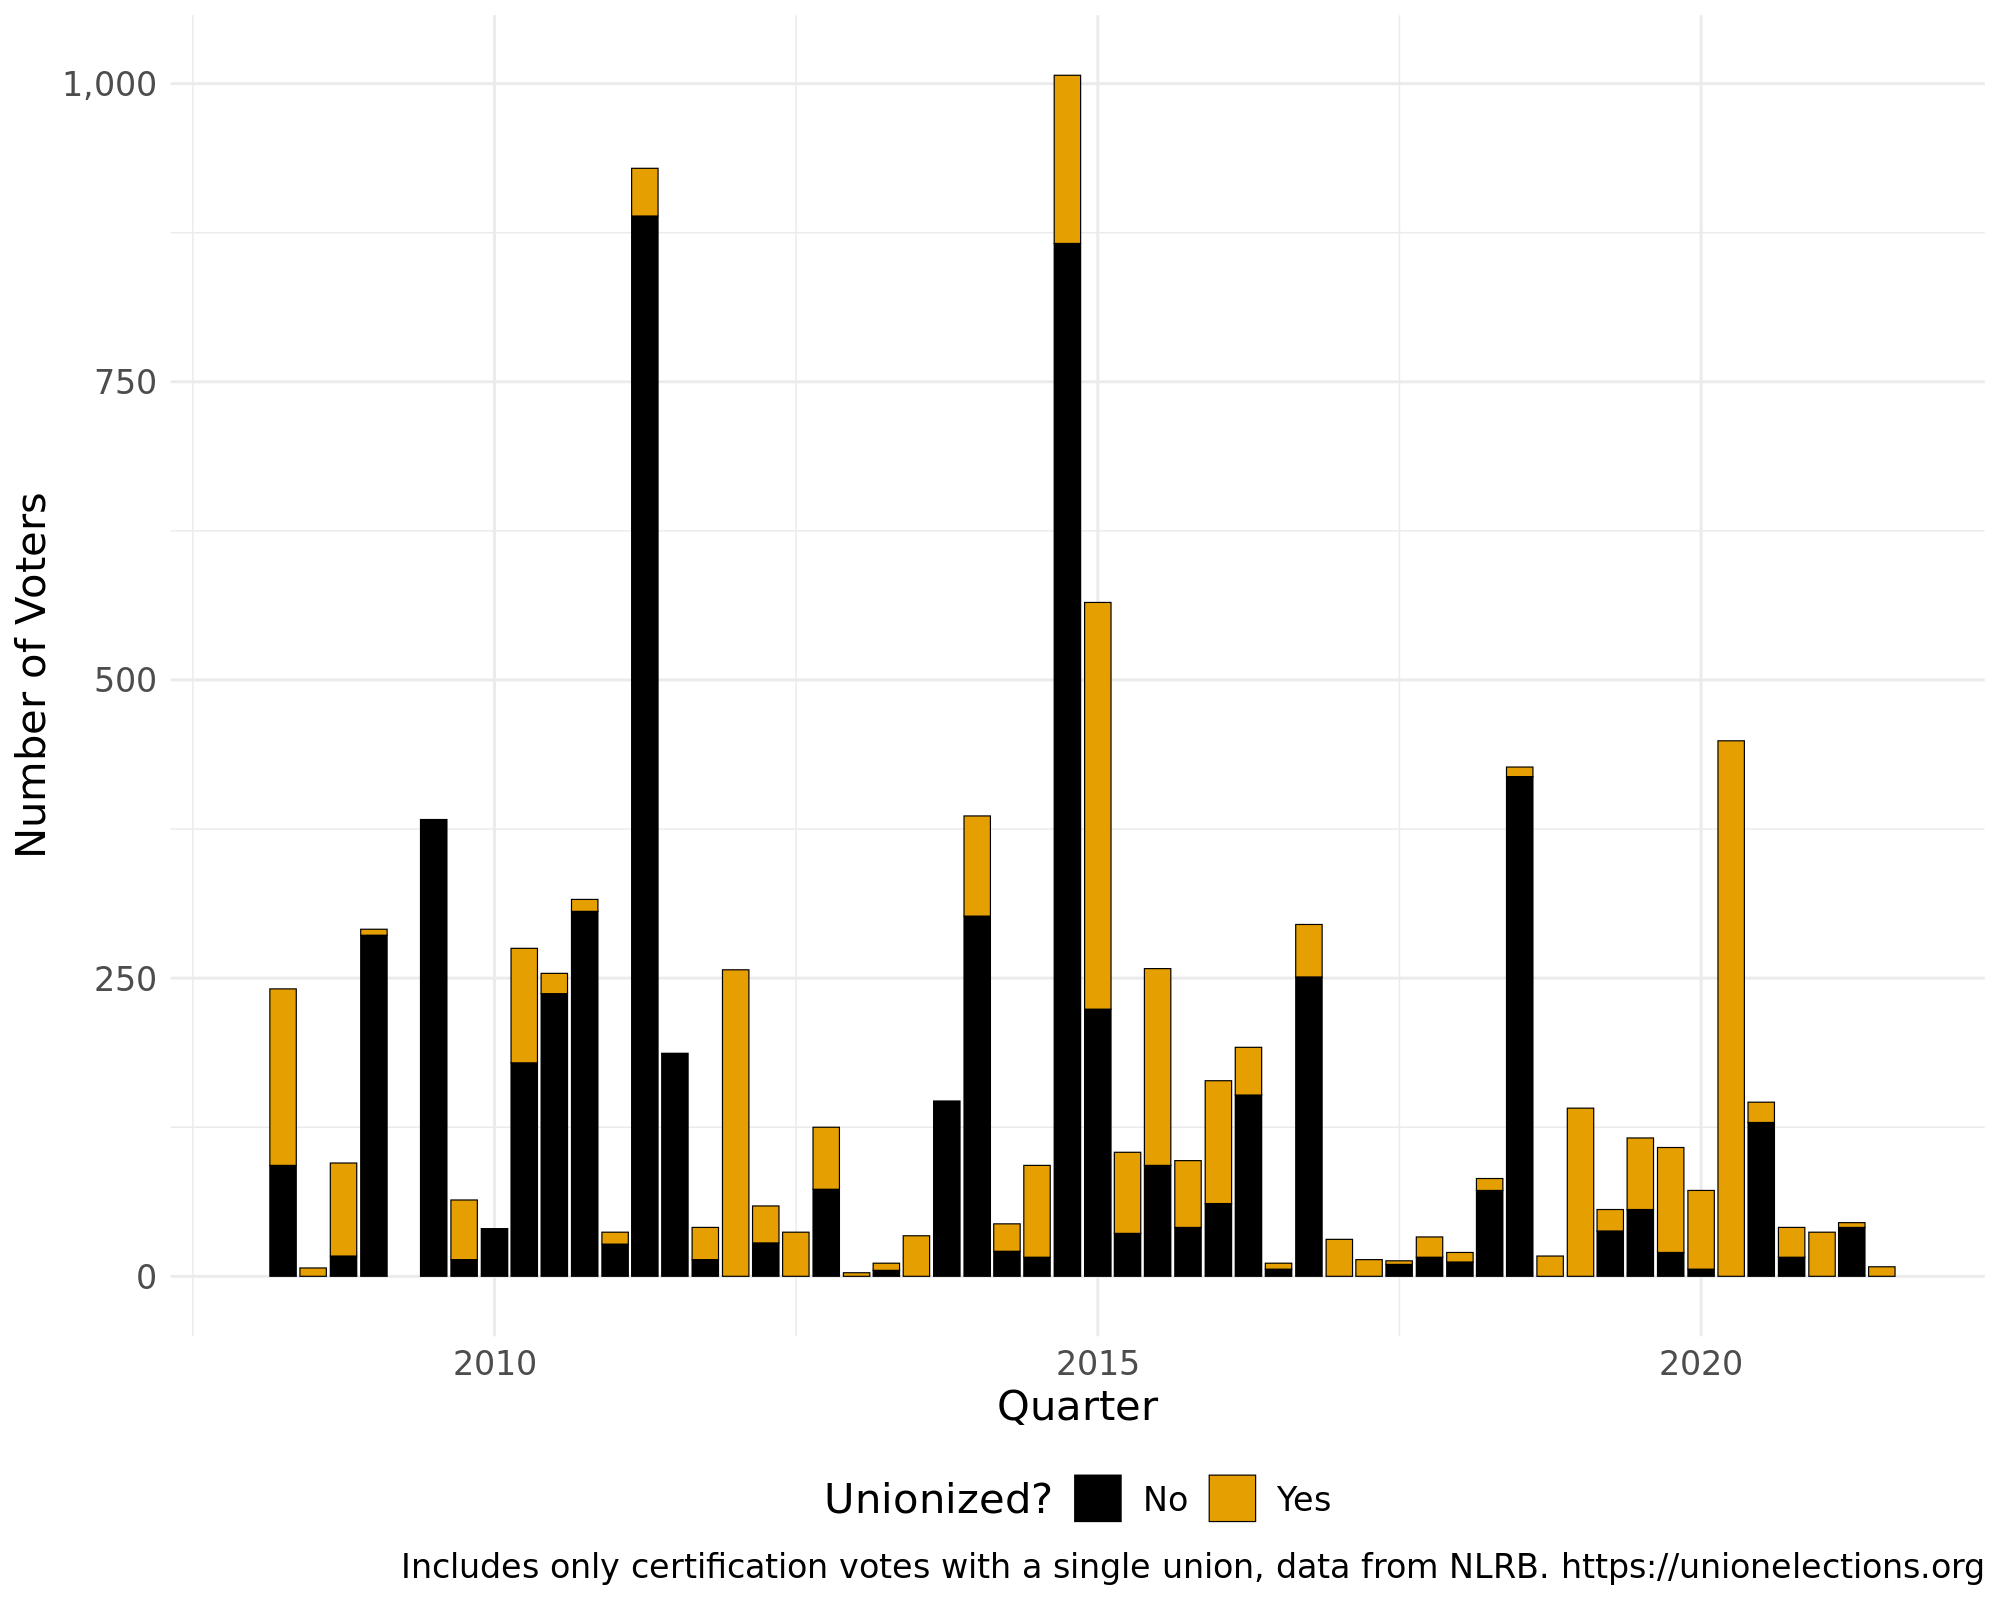 1,000
750
500
250
0
Number of Voters
2010 2015 2020
Quarter
Unionized? No Yes
Includes only certification votes with a single union, data from NLRB. https://unionelections.org